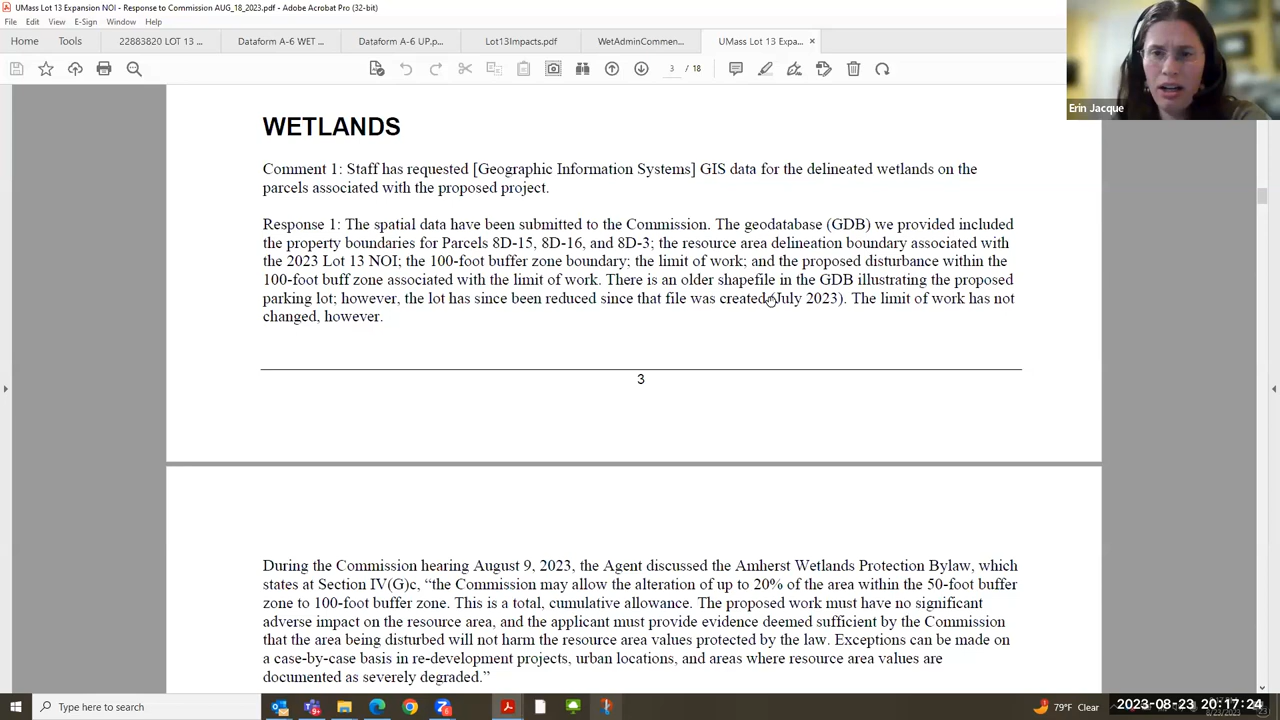 UMass Lot 13 Expansion NOI - Response to Commission AUG_18_2023.pdf - Adobe Acrobat Pro (32-bit)
File Edit View E-Sign Window Help
Home Tools 22883820 LOT 13 ... Dataform A-6 WET ... Dataform A-6 UP.p... Lot13Impacts.pdf WetAdminCommen... UMass Lot 13 Expa... ×
3 / 18
Erin Jacque
WETLANDS
Comment 1: Staff has requested [Geographic Information Systems] GIS data for the delineated wetlands on the
parcels associated with the proposed project.
Response 1: The spatial data have been submitted to the Commission. The geodatabase (GDB) we provided included
the property boundaries for Parcels 8D-15, 8D-16, and 8D-3; the resource area delineation boundary associated with
the 2023 Lot 13 NOI; the 100-foot buffer zone boundary; the limit of work; and the proposed disturbance within the
100-foot buff zone associated with the limit of work. There is an older shapefile in the GDB illustrating the proposed
parking lot; however, the lot has since been reduced since that file was created (July 2023). The limit of work has not
changed, however.
3
During the Commission hearing August 9, 2023, the Agent discussed the Amherst Wetlands Protection Bylaw, which
states at Section IV(G)c, “the Commission may allow the alteration of up to 20% of the area within the 50-foot buffer
zone to 100-foot buffer zone. This is a total, cumulative allowance. The proposed work must have no significant
adverse impact on the resource area, and the applicant must provide evidence deemed sufficient by the Commission
that the area being disturbed will not harm the resource area values protected by the law. Exceptions can be made on
a case-by-case basis in re-development projects, urban locations, and areas where resource area values are
documented as severely degraded.”
Type here to search
79°F Clear
2023-08-23 20:17:24